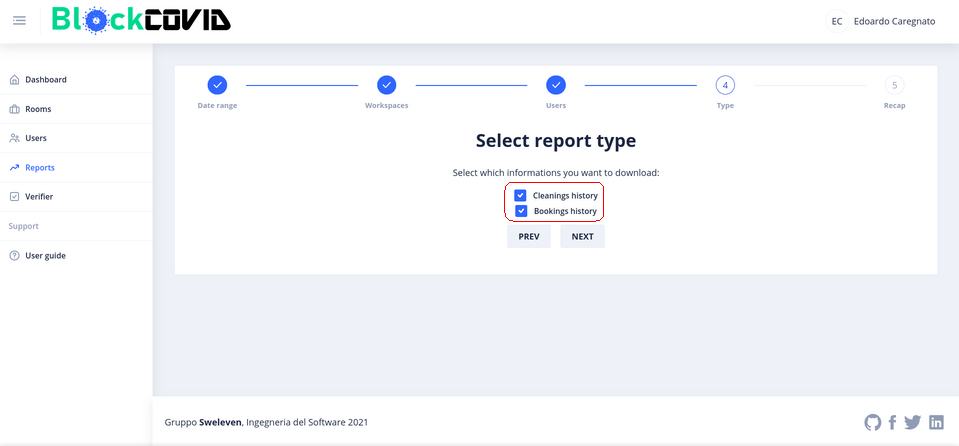 BlockCOVID
EC Edoardo Caregnato
Dashboard
Rooms
Users
Reports
Verifier
Support
User guide
4 5
Date range Workspaces Users Type Recap
Select report type
Select which informations you want to download:
Cleanings history
Bookings history
PREV NEXT
Gruppo Sweleven, Ingegneria del Software 2021